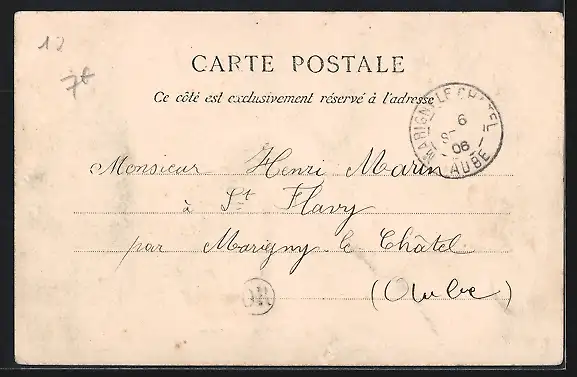 12
CARTE POSTALE
Ce côté est exclusivement réservé à l'adresse
MARIGNY-LE-CHATEL
6
06
AUBE
Monsieur Henri Marin
à St Flavy
par Marigny le Châtel
(Aube)
OR